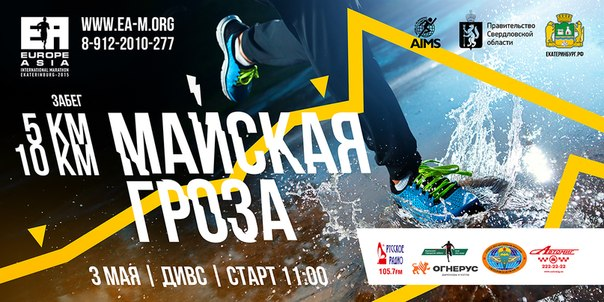 EA
EUROPE
ASIA
INTERNATIONAL MARATHON
EKATERINBURG-2015
WWW.EA-M.ORG
8-912-2010-277
AIMS
Правительство
Свердловской
области
ЕКАТЕРИНБУРГ.РФ
ЗАБЕГ
5 КМ
10 КМ
МАЙСКАЯ
ГРОЗА
3 МАЯ | ДИВС | СТАРТ 11:00
РУССКОЕ
РАДИО
105.7FM
ОГНЕРУС